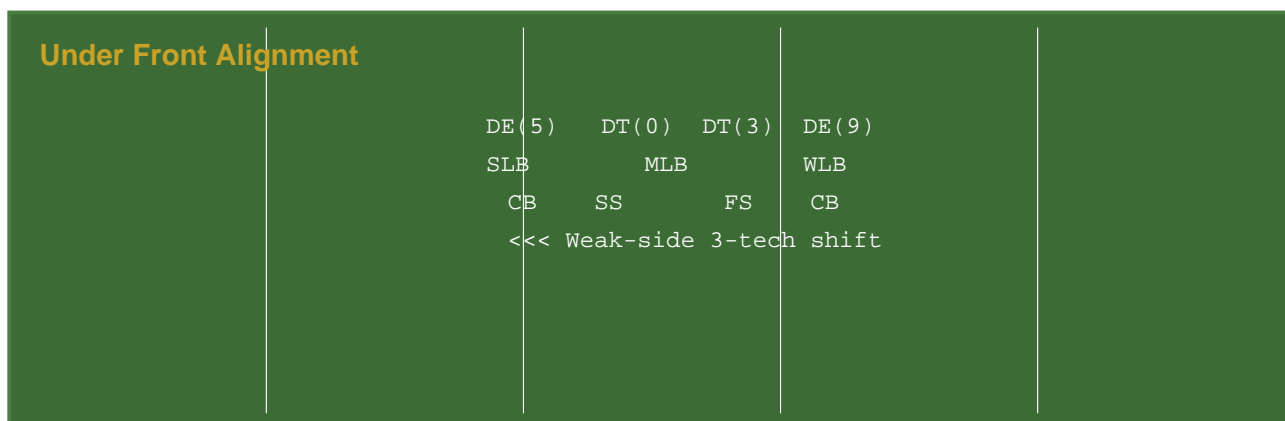 Under Front Alignment
DE(5) DT(0) DT(3) DE(9)
SLB MLB WLB
CB SS FS CB
<<< Weak-side 3-tech shift